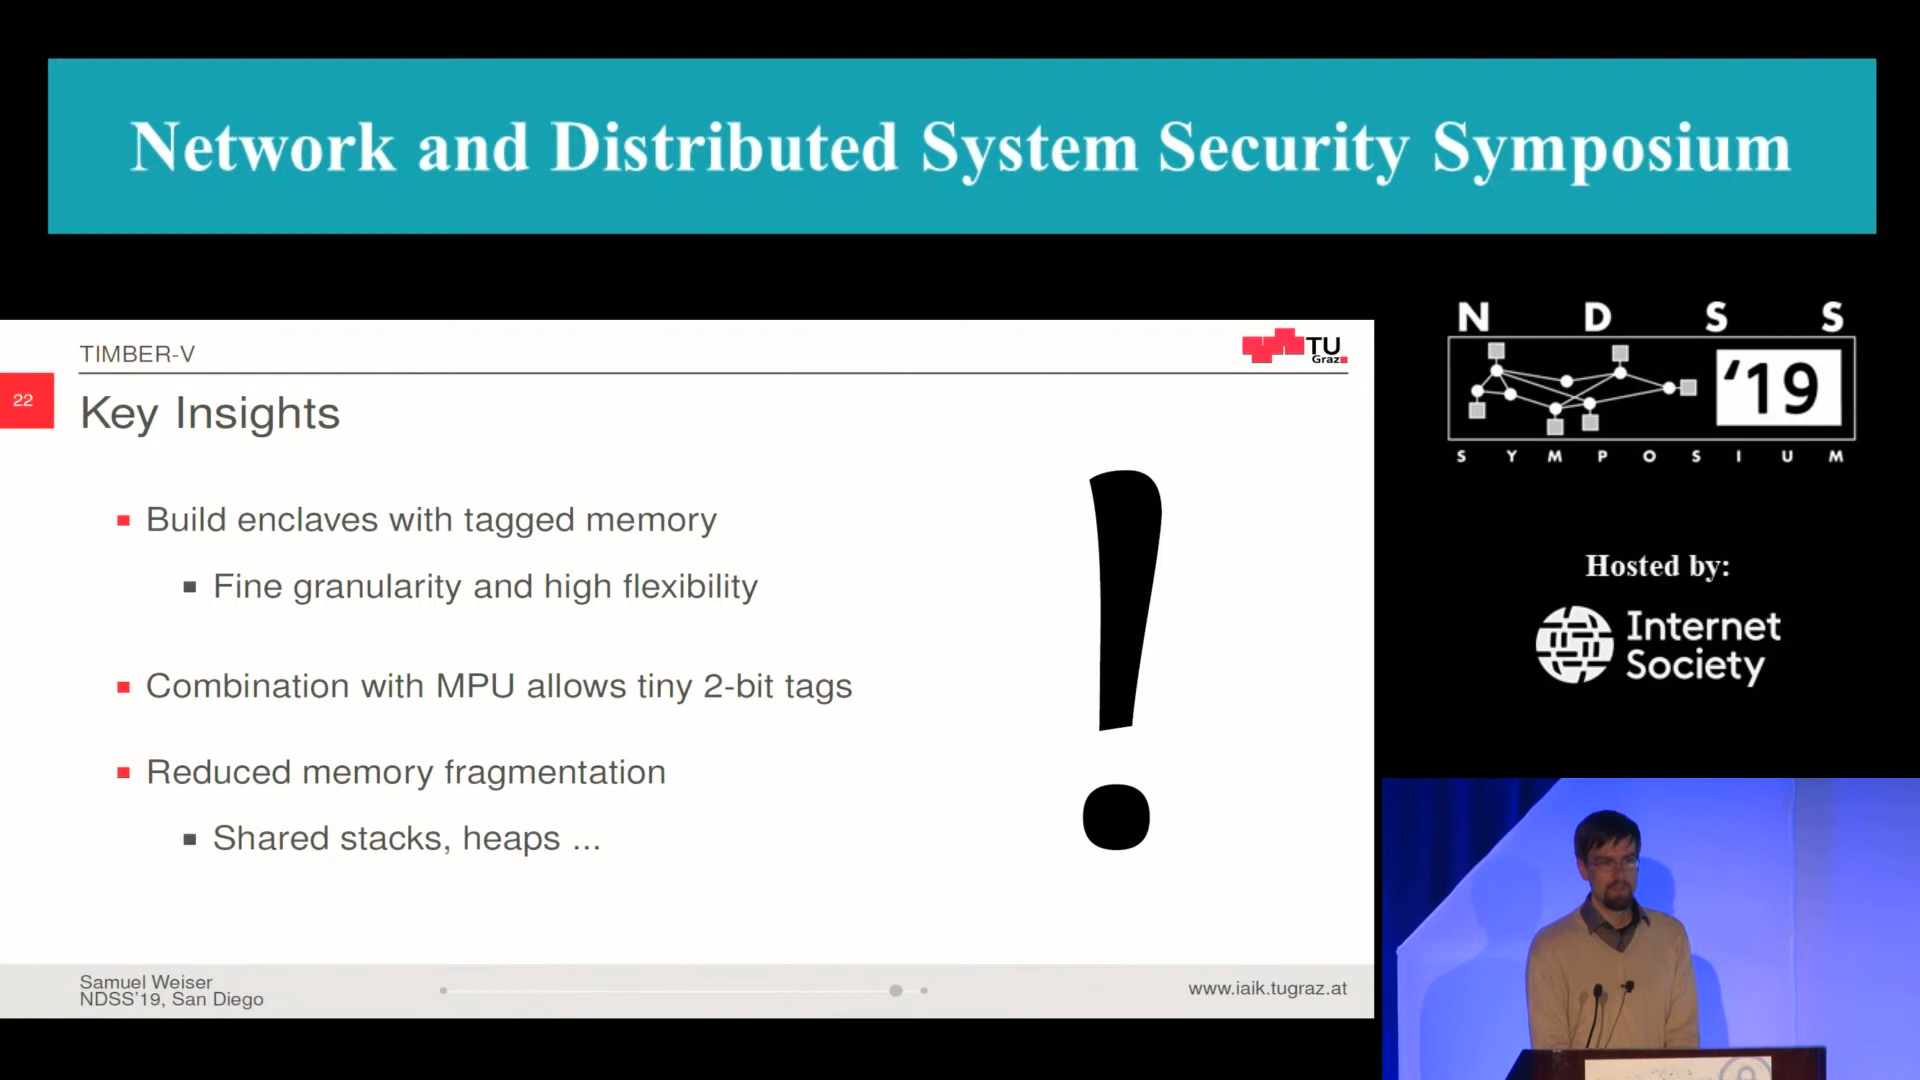 Network and Distributed System Security Symposium
N D S S
'19
S Y M P O S I U M
Hosted by:
Internet
Society
TIMBER-V
TU
Graz
22
Key Insights
Build enclaves with tagged memory
Fine granularity and high flexibility
Combination with MPU allows tiny 2-bit tags
Reduced memory fragmentation
Shared stacks, heaps ...
Samuel Weiser
NDSS'19, San Diego
www.iaik.tugraz.at